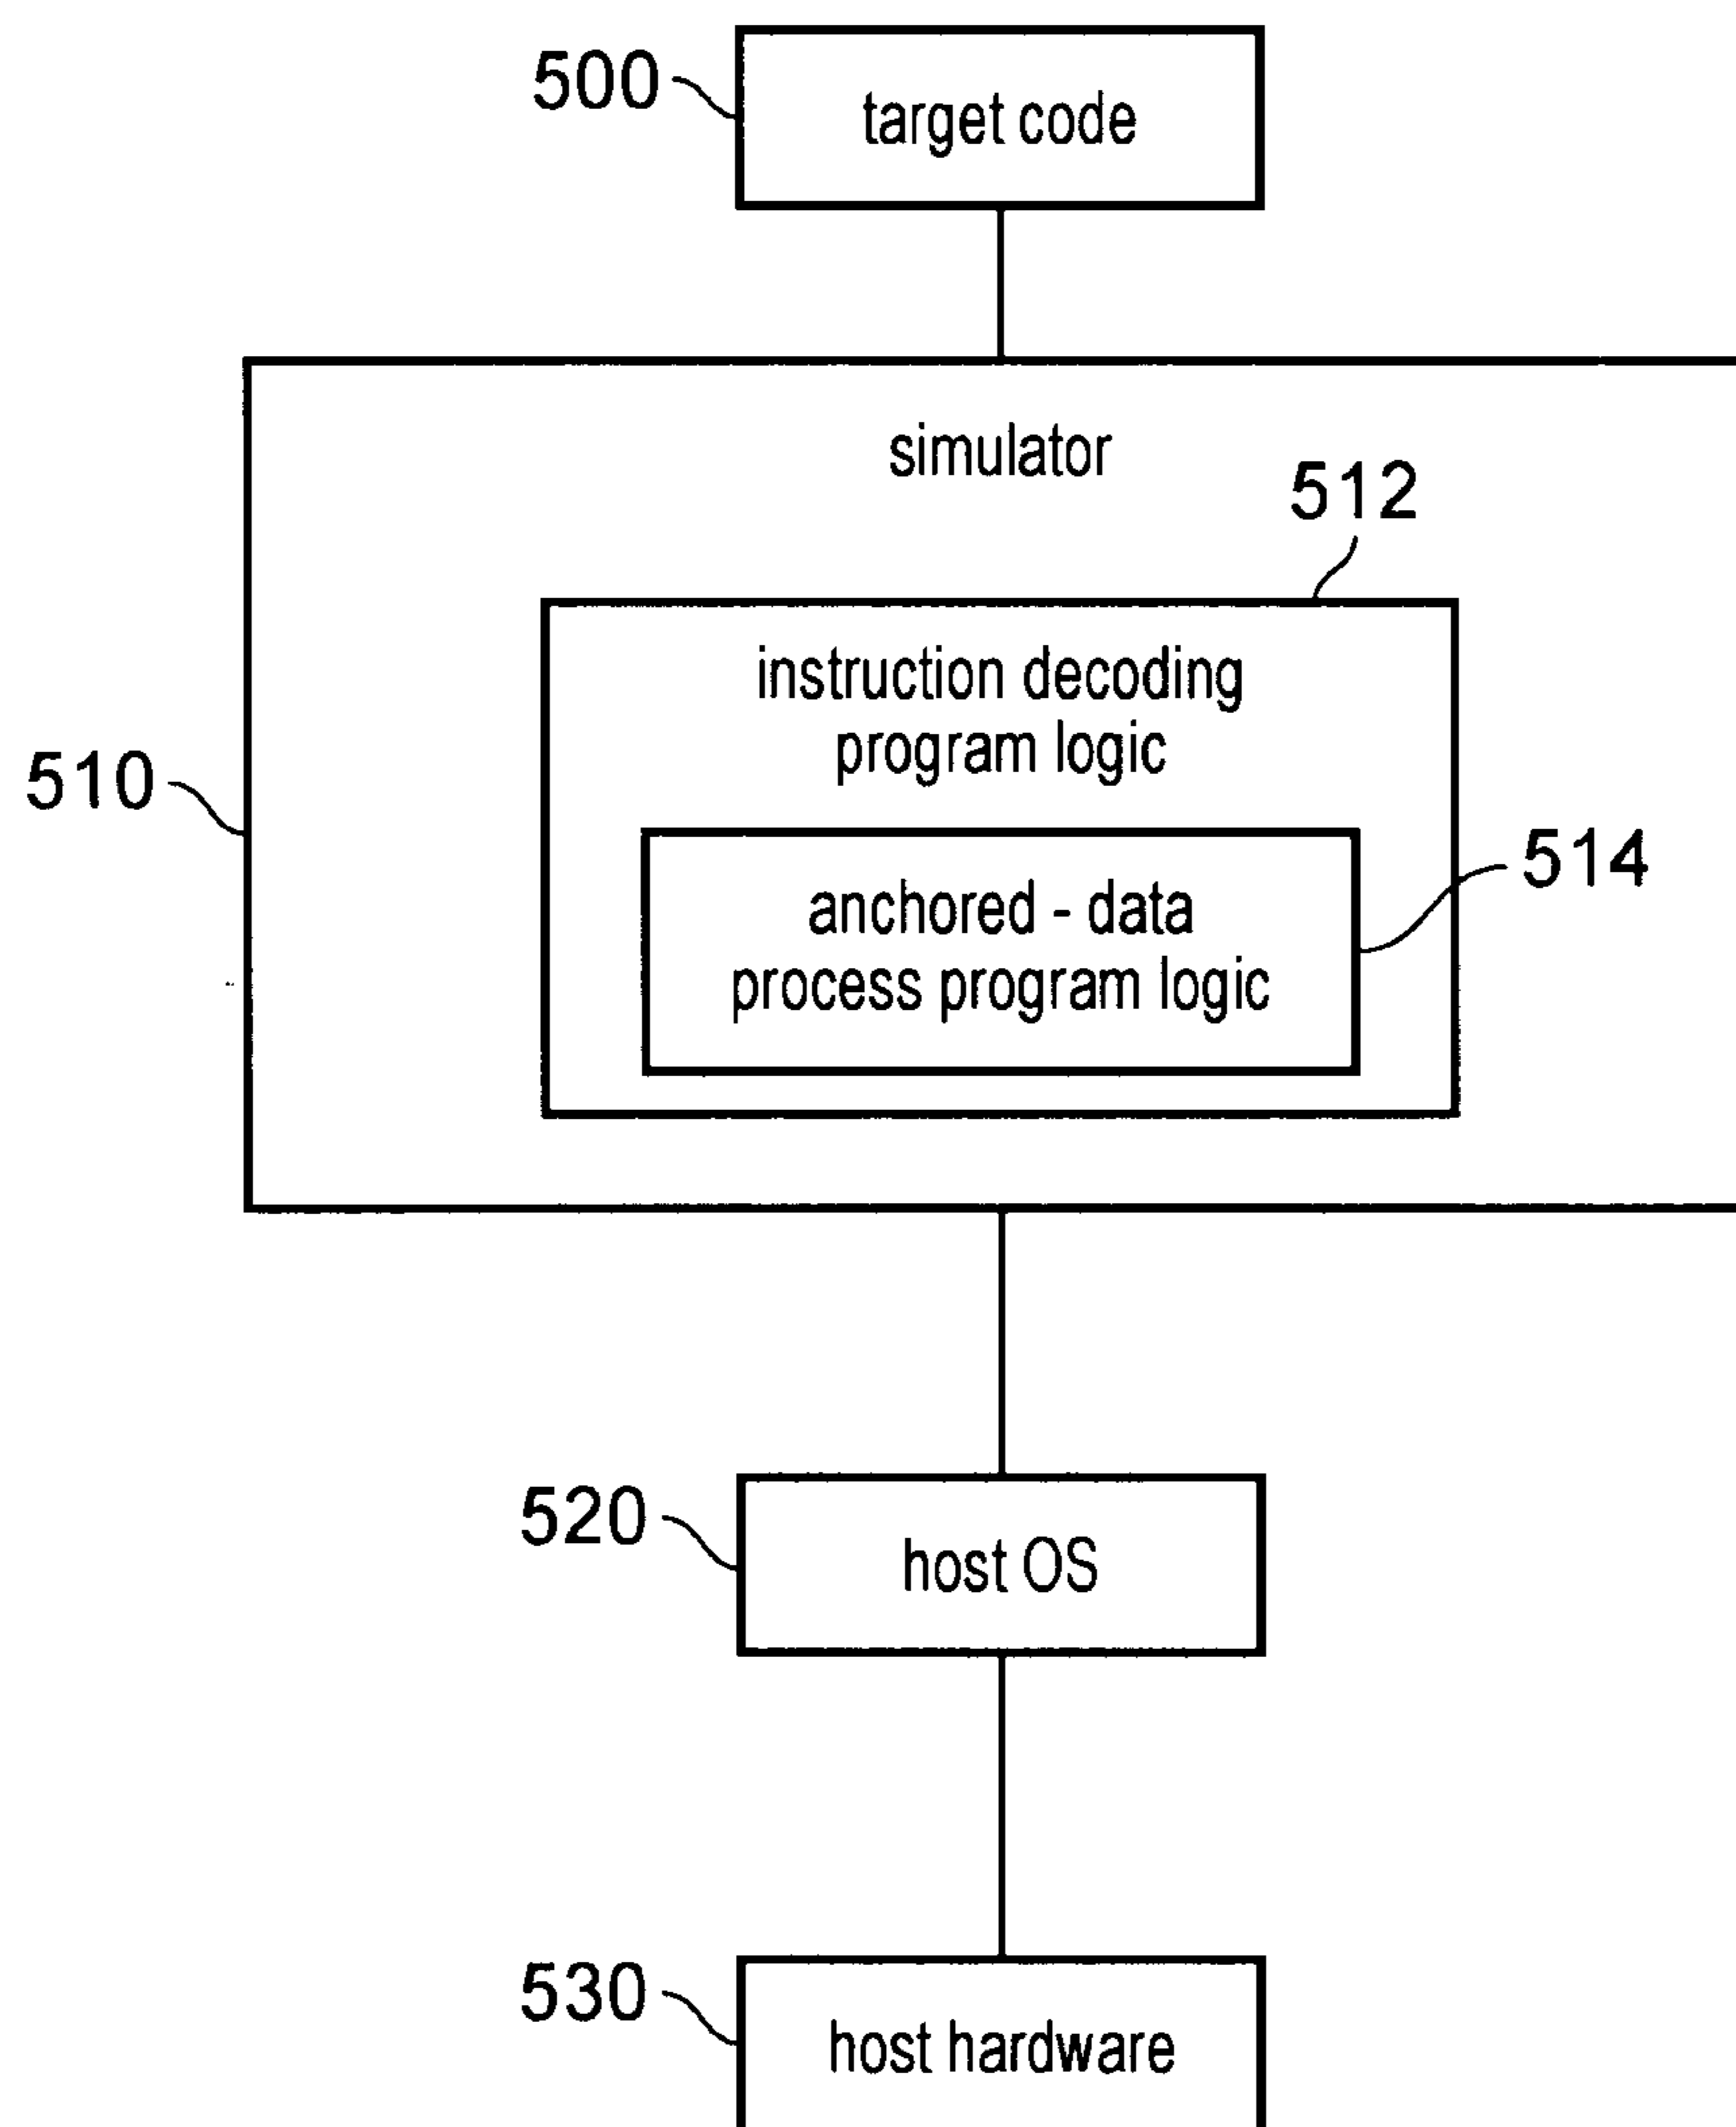 500
target code
simulator
512
instruction decoding
program logic
510
514
anchored - data
process program logic
520
host OS
530
host hardware